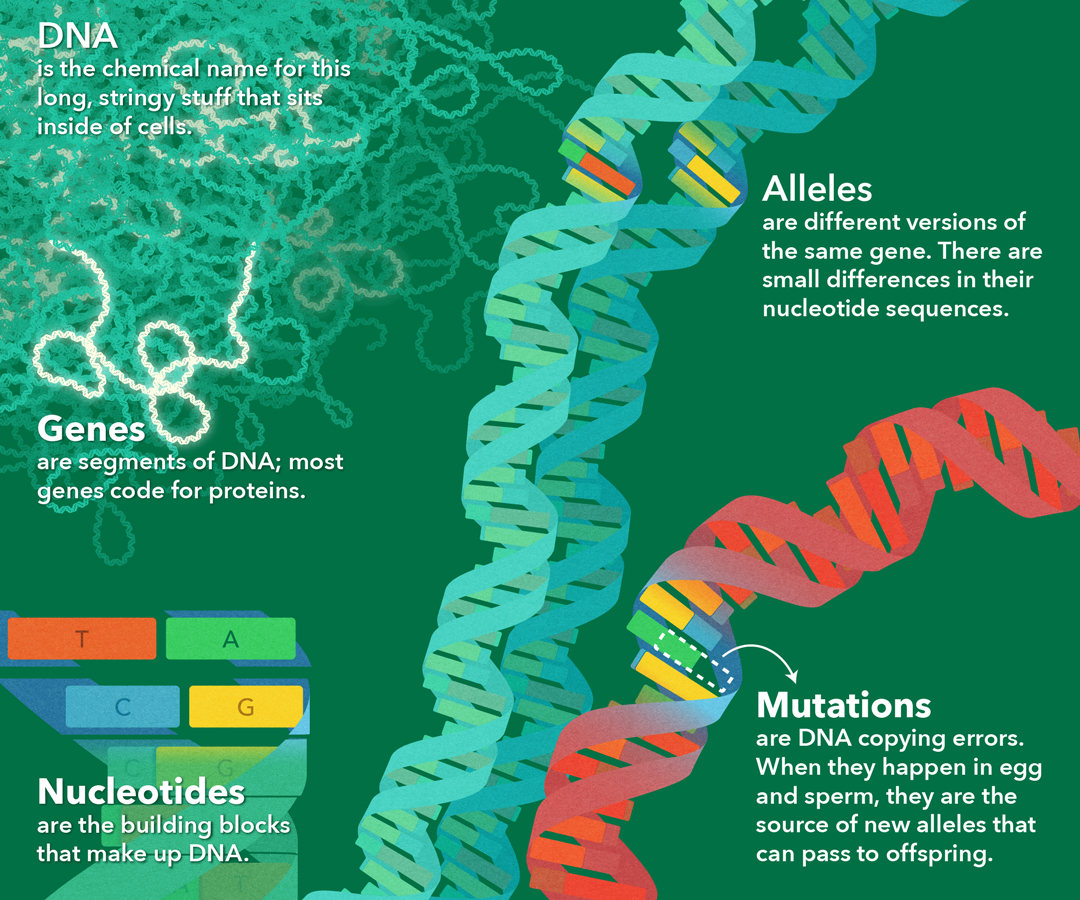 DNA
is the chemical name for this
long, stringy stuff that sits
inside of cells.
Alleles
are different versions of
the same gene. There are
small differences in their
nucleotide sequences.
Genes
are segments of DNA; most
genes code for proteins.
T A
C G
C G
Nucleotides
are the building blocks
that make up DNA.
A T
Mutations
are DNA copying errors.
When they happen in egg
and sperm, they are the
source of new alleles that
can pass to offspring.